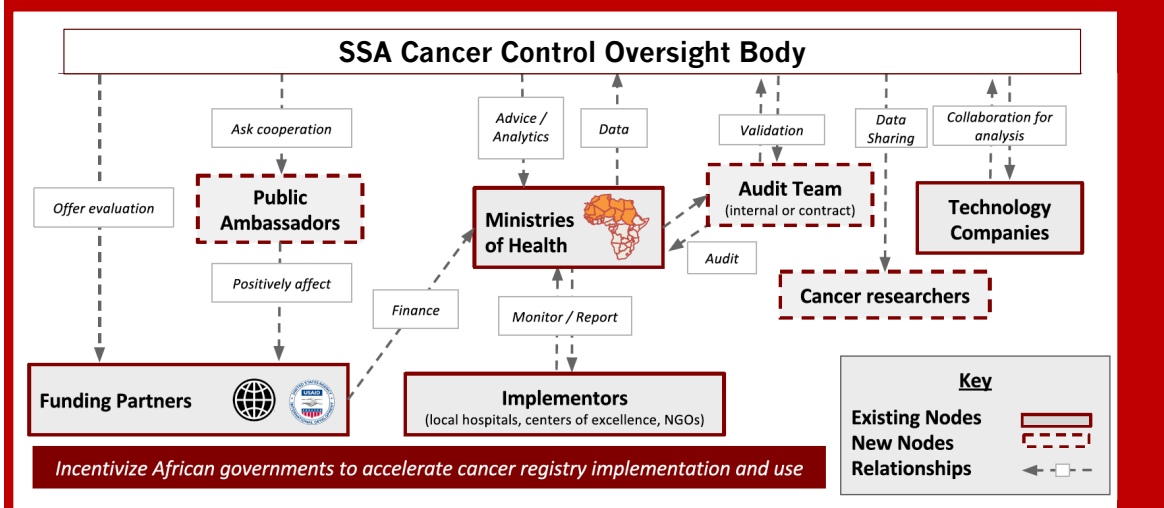 SSA Cancer Control Oversight Body
Ask cooperation
Advice /
Analytics
Data
Validation
Data
Sharing
Collaboration for
analysis
Offer evaluation
Public
Ambassadors
Ministries
of Health
Audit Team
(internal or contract)
Technology
Companies
Audit
Positively affect
Finance
Monitor / Report
Cancer researchers
Funding Partners
USAID
Implementors
(local hospitals, centers of excellence, NGOs)
Key
Existing Nodes
New Nodes
Relationships
Incentivize African governments to accelerate cancer registry implementation and use